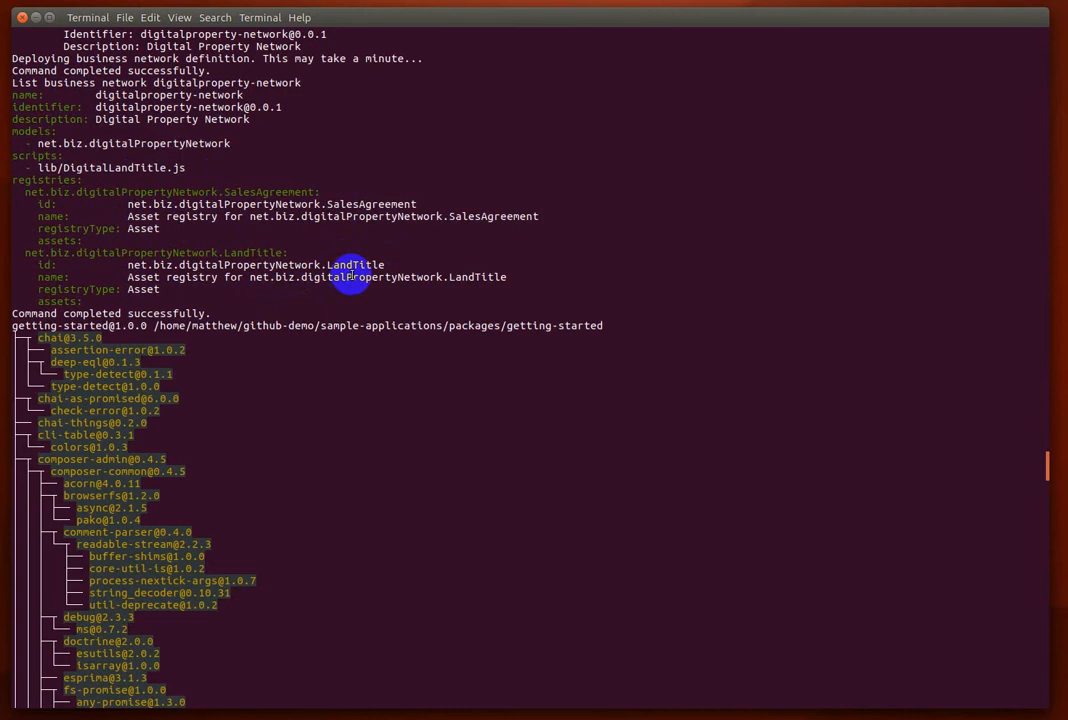 Terminal File Edit View Search Terminal Help
Identifier: digitalproperty-network@0.0.1
Description: Digital Property Network
Deploying business network definition. This may take a minute...
Command completed successfully.
List business network digitalproperty-network
name: digitalproperty-network
identifier: digitalproperty-network@0.0.1
description: Digital Property Network
models:
- net.biz.digitalPropertyNetwork
scripts:
- lib/DigitalLandTitle.js
registries:
net.biz.digitalPropertyNetwork.SalesAgreement:
id: net.biz.digitalPropertyNetwork.SalesAgreement
name: Asset registry for net.biz.digitalPropertyNetwork.SalesAgreement
registryType: Asset
assets:
net.biz.digitalPropertyNetwork.LandTitle:
id: net.biz.digitalPropertyNetwork.LandTitle
name: Asset registry for net.biz.digitalPropertyNetwork.LandTitle
registryType: Asset
assets:
Command completed successfully.
getting-started@1.0.0 /home/matthew/github-demo/sample-applications/packages/getting-started
chai@3.5.0
assertion-error@1.0.2
deep-eql@0.1.3
type-detect@0.1.1
type-detect@1.0.0
chai-as-promised@6.0.0
check-error@1.0.2
chai-things@0.2.0
cli-table@0.3.1
colors@1.0.3
composer-admin@0.4.5
composer-common@0.4.5
acorn@4.0.11
browserfs@1.2.0
async@2.1.5
pako@1.0.4
comment-parser@0.4.0
readable-stream@2.2.3
buffer-shims@1.0.0
core-util-is@1.0.2
process-nextick-args@1.0.7
string_decoder@0.10.31
util-deprecate@1.0.2
debug@2.3.3
ms@0.7.2
doctrine@2.0.0
esutils@2.0.2
isarray@1.0.0
esprima@3.1.3
fs-promise@1.0.0
any-promise@1.3.0